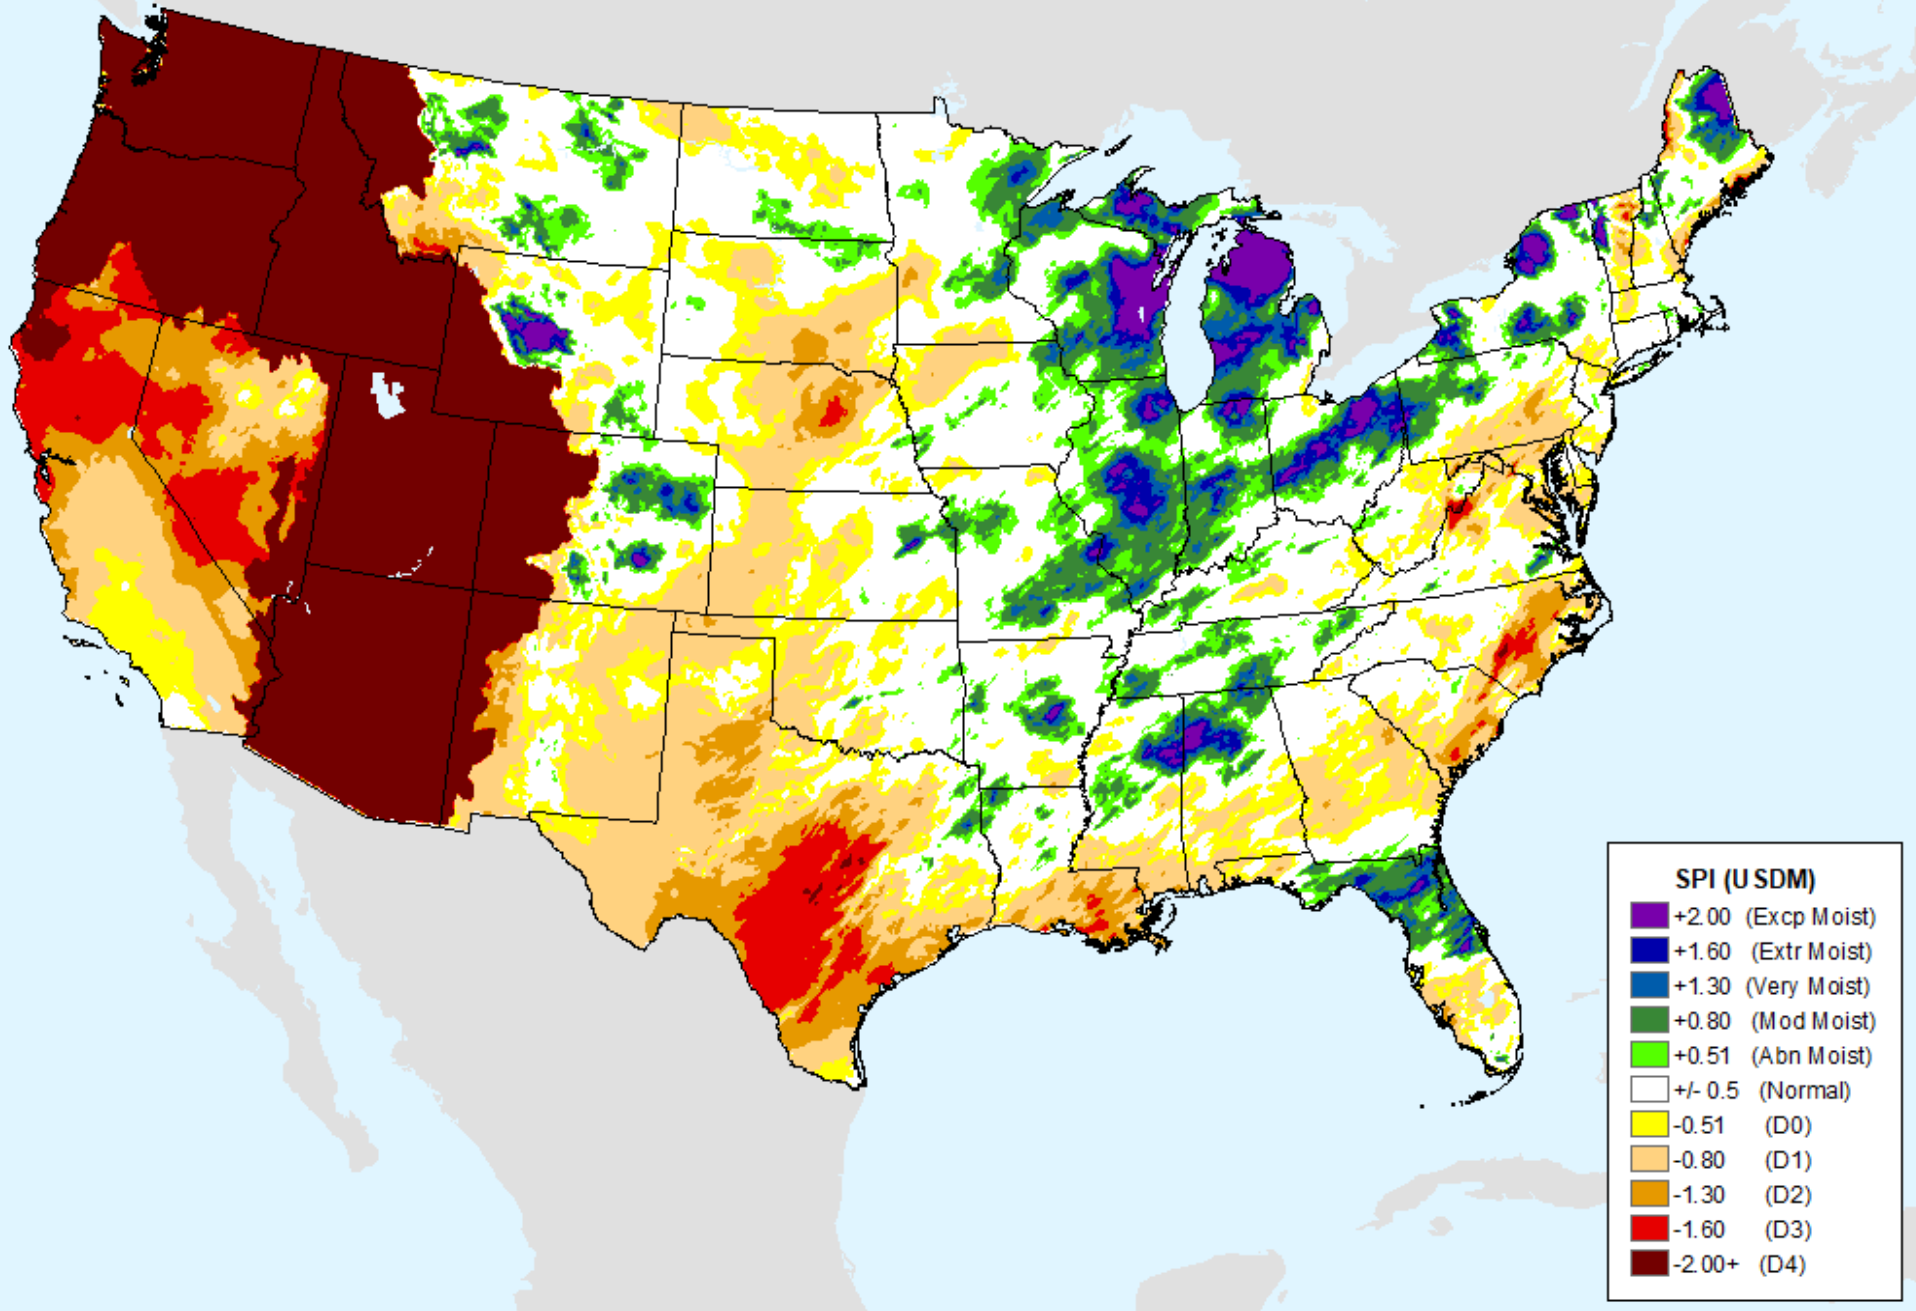 SPI (USDM)
+2.00 (Excp Moist)
+1.60 (Extr Moist)
+1.30 (Very Moist)
+0.80 (Mod Moist)
+0.51 (Abn Moist)
+/- 0.5 (Normal)
-0.51 (D0)
-0.80 (D1)
-1.30 (D2)
-1.60 (D3)
-2.00+ (D4)